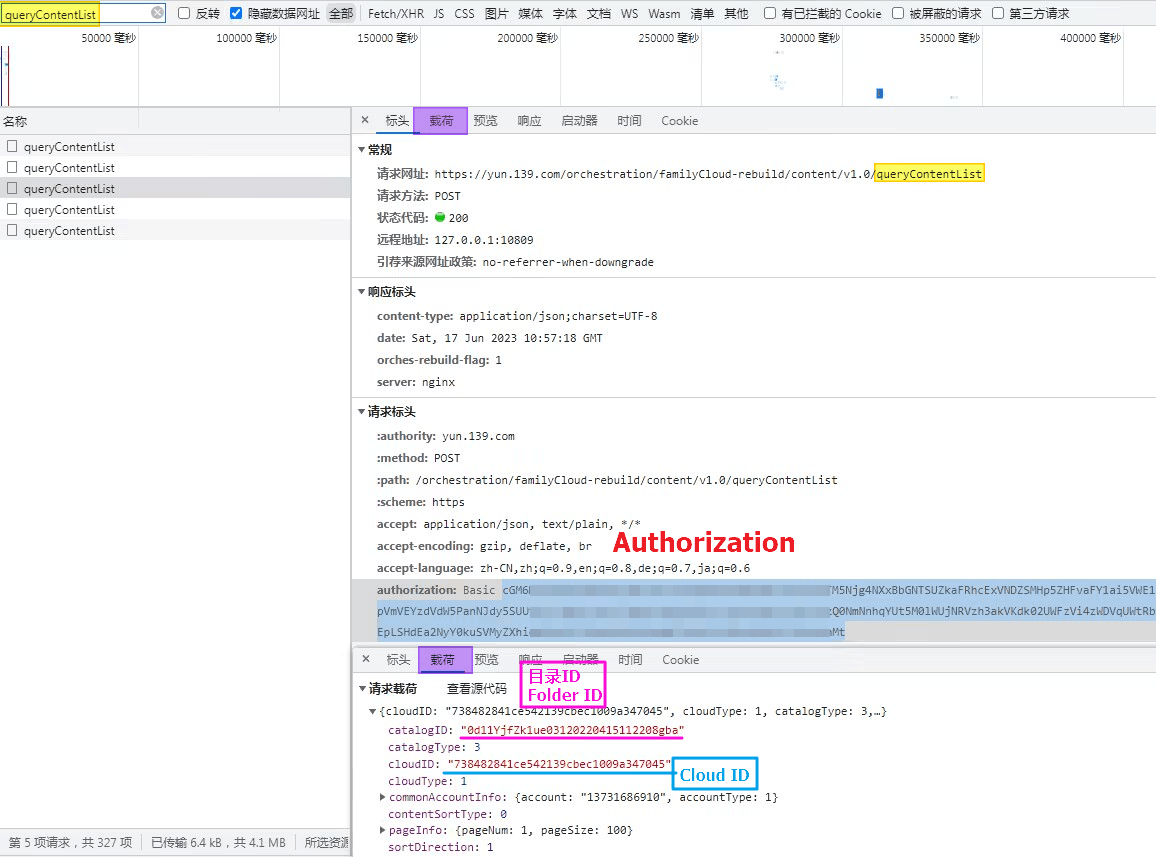 queryContentList 反转 隐藏数据网址 全部 Fetch/XHR JS CSS 图片 媒体 字体 文档 WS Wasm 清单 其他 有已拦截的 Cookie 被屏蔽的请求 第三方请求
50000 毫秒 100000 毫秒 150000 毫秒 200000 毫秒 250000 毫秒 300000 毫秒 350000 毫秒 400000 毫秒
名称
queryContentList
queryContentList
queryContentList
queryContentList
queryContentList
× 标头 载荷 预览 响应 启动器 时间 Cookie
常规
请求网址: https://yun.139.com/orchestration/familyCloud-rebuild/content/v1.0/queryContentList
请求方法: POST
状态代码: 200
远程地址: 127.0.0.1:10809
引荐来源网址政策: no-referrer-when-downgrade
响应标头
content-type: application/json;charset=UTF-8
date: Sat, 17 Jun 2023 10:57:18 GMT
orches-rebuild-flag: 1
server: nginx
请求标头
:authority: yun.139.com
:method: POST
:path: /orchestration/familyCloud-rebuild/content/v1.0/queryContentList
:scheme: https
accept: application/json, text/plain, */*
accept-encoding: gzip, deflate, br
Authorization
accept-language: zh-CN,zh;q=0.9,en;q=0.8,de;q=0.7,ja;q=0.6
authorization: Basic
× 标头 载荷 预览 响应 启动器 时间 Cookie
请求载荷 查看源代码
目录ID
Folder ID
{cloudID: "738482841ce542139cbec1009a347045", cloudType: 1, catalogType: 3,…}
catalogID: "0d11YjfZk1ue03120220415112208gba"
catalogType: 3
cloudID: "738482841ce542139cbec1009a347045"
Cloud ID
cloudType: 1
commonAccountInfo: {account: "13731686910", accountType: 1}
contentSortType: 0
pageInfo: {pageNum: 1, pageSize: 100}
sortDirection: 1
第 5 项请求，共 327 项 已传输 6.4 kB，共 4.1 MB 所选资源